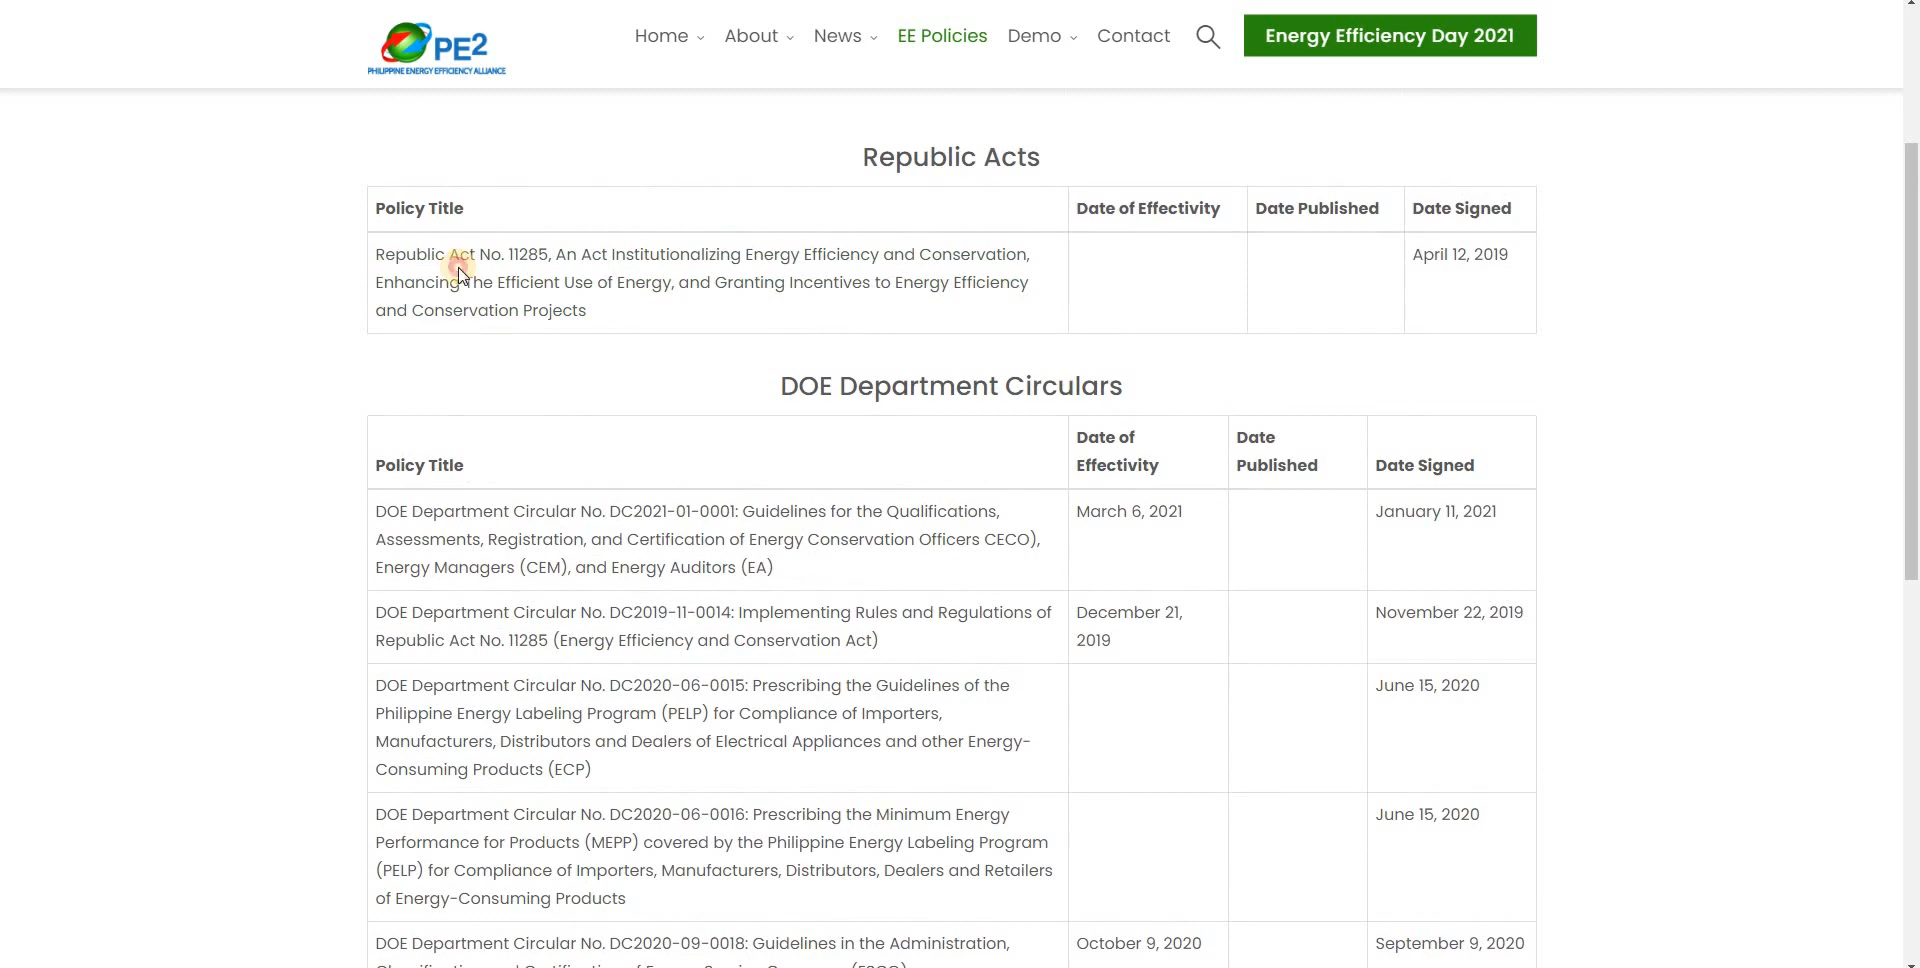 PE2
PHILIPPINE ENERGY EFFICIENCY ALLIANCE
Home About News EE Policies Demo Contact Energy Efficiency Day 2021
Republic Acts
Policy Title Date of Effectivity Date Published Date Signed
Republic Act No. 11285, An Act Institutionalizing Energy Efficiency and Conservation, April 12, 2019
Enhancing The Efficient Use of Energy, and Granting Incentives to Energy Efficiency
and Conservation Projects
DOE Department Circulars
Date of Date
Policy Title Effectivity Published Date Signed
DOE Department Circular No. DC2021-01-0001: Guidelines for the Qualifications, March 6, 2021 January 11, 2021
Assessments, Registration, and Certification of Energy Conservation Officers CECO),
Energy Managers (CEM), and Energy Auditors (EA)
DOE Department Circular No. DC2019-11-0014: Implementing Rules and Regulations of December 21, November 22, 2019
Republic Act No. 11285 (Energy Efficiency and Conservation Act) 2019
DOE Department Circular No. DC2020-06-0015: Prescribing the Guidelines of the June 15, 2020
Philippine Energy Labeling Program (PELP) for Compliance of Importers,
Manufacturers, Distributors and Dealers of Electrical Appliances and other Energy-
Consuming Products (ECP)
DOE Department Circular No. DC2020-06-0016: Prescribing the Minimum Energy June 15, 2020
Performance for Products (MEPP) covered by the Philippine Energy Labeling Program
(PELP) for Compliance of Importers, Manufacturers, Distributors, Dealers and Retailers
of Energy-Consuming Products
DOE Department Circular No. DC2020-09-0018: Guidelines in the Administration, October 9, 2020 September 9, 2020